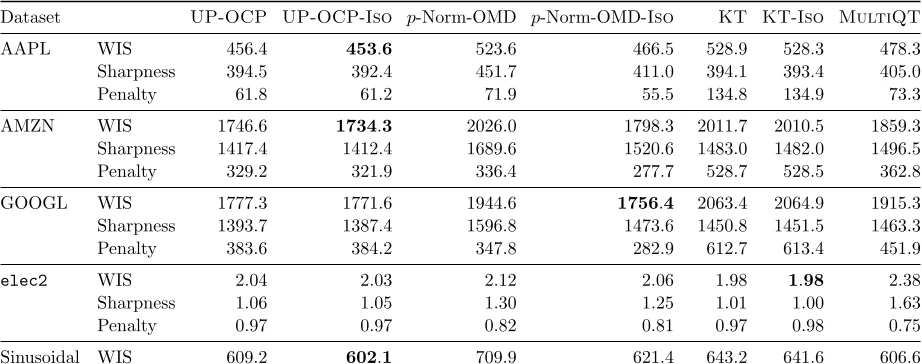 Dataset UP-OCP UP-OCP-Iso p-Norm-OMD p-Norm-OMD-Iso KT KT-Iso MultiQT
AAPL WIS 456.4 453.6 523.6 466.5 528.9 528.3 478.3
Sharpness 394.5 392.4 451.7 411.0 394.1 393.4 405.0
Penalty 61.8 61.2 71.9 55.5 134.8 134.9 73.3
AMZN WIS 1746.6 1734.3 2026.0 1798.3 2011.7 2010.5 1859.3
Sharpness 1417.4 1412.4 1689.6 1520.6 1483.0 1482.0 1496.5
Penalty 329.2 321.9 336.4 277.7 528.7 528.5 362.8
GOOGL WIS 1777.3 1771.6 1944.6 1756.4 2063.4 2064.9 1915.3
Sharpness 1393.7 1387.4 1596.8 1473.6 1450.8 1451.5 1463.3
Penalty 383.6 384.2 347.8 282.9 612.7 613.4 451.9
elec2 WIS 2.04 2.03 2.12 2.06 1.98 1.98 2.38
Sharpness 1.06 1.05 1.30 1.25 1.01 1.00 1.63
Penalty 0.97 0.97 0.82 0.81 0.97 0.98 0.75
Sinusoidal WIS 609.2 602.1 709.9 621.4 643.2 641.6 606.6